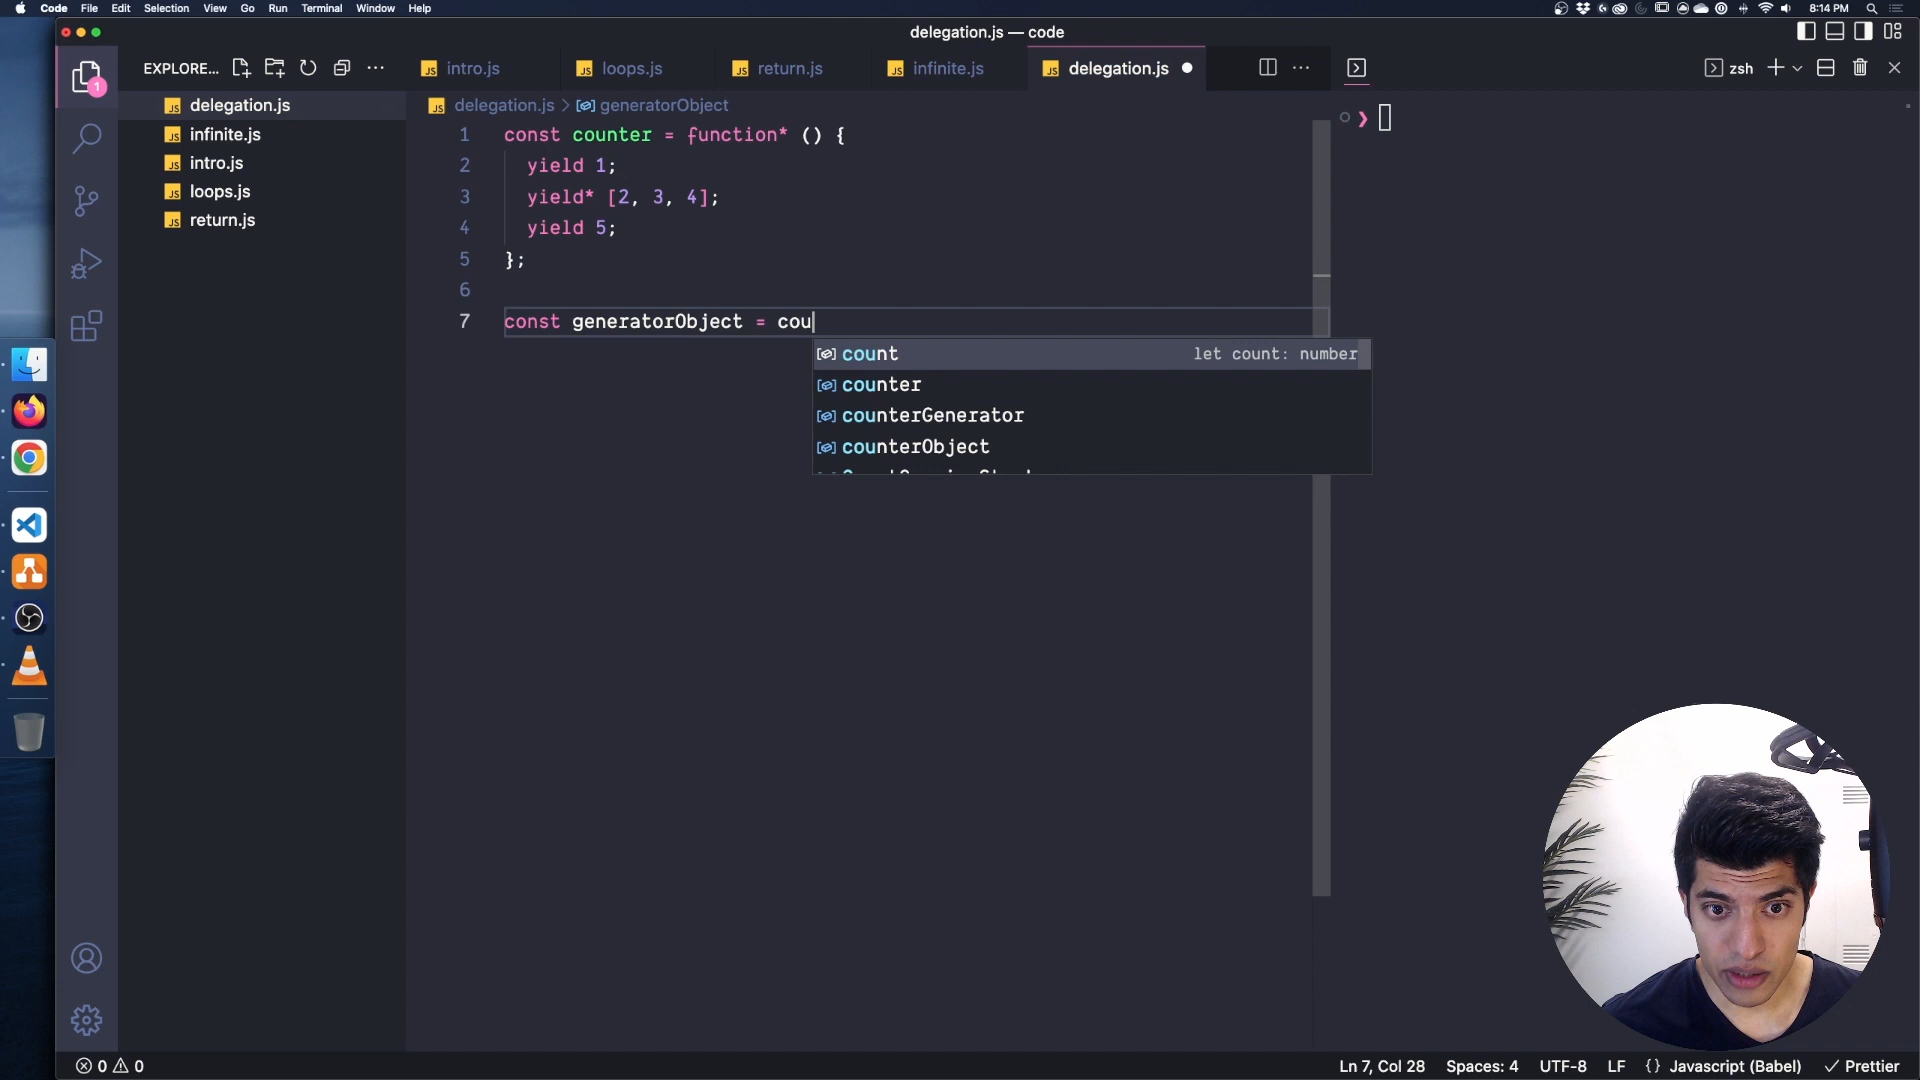 Code File Edit Selection View Go Run Terminal Window Help 8:14 PM
delegation.js — code
EXPLORE... intro.js loops.js return.js infinite.js delegation.js zsh
delegation.js
infinite.js
intro.js
loops.js
return.js
1
delegation.js > generatorObject
1 const counter = function* () {
2 yield 1;
3 yield* [2, 3, 4];
4 yield 5;
5 };
6
7 const generatorObject = cou
count let count: number
counter
counterGenerator
counterObject
0 0 Ln 7, Col 28 Spaces: 4 UTF-8 LF {} Javascript (Babel) ✓ Prettier